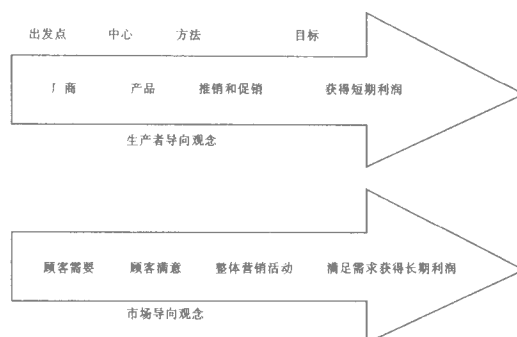 出发点 中心 方法 目标
厂商 产品 推销和促销 获得短期利润
生产者导向观念
顾客需要 顾客满意 整体营销活动 满足需求获得长期利润
市场导向观念